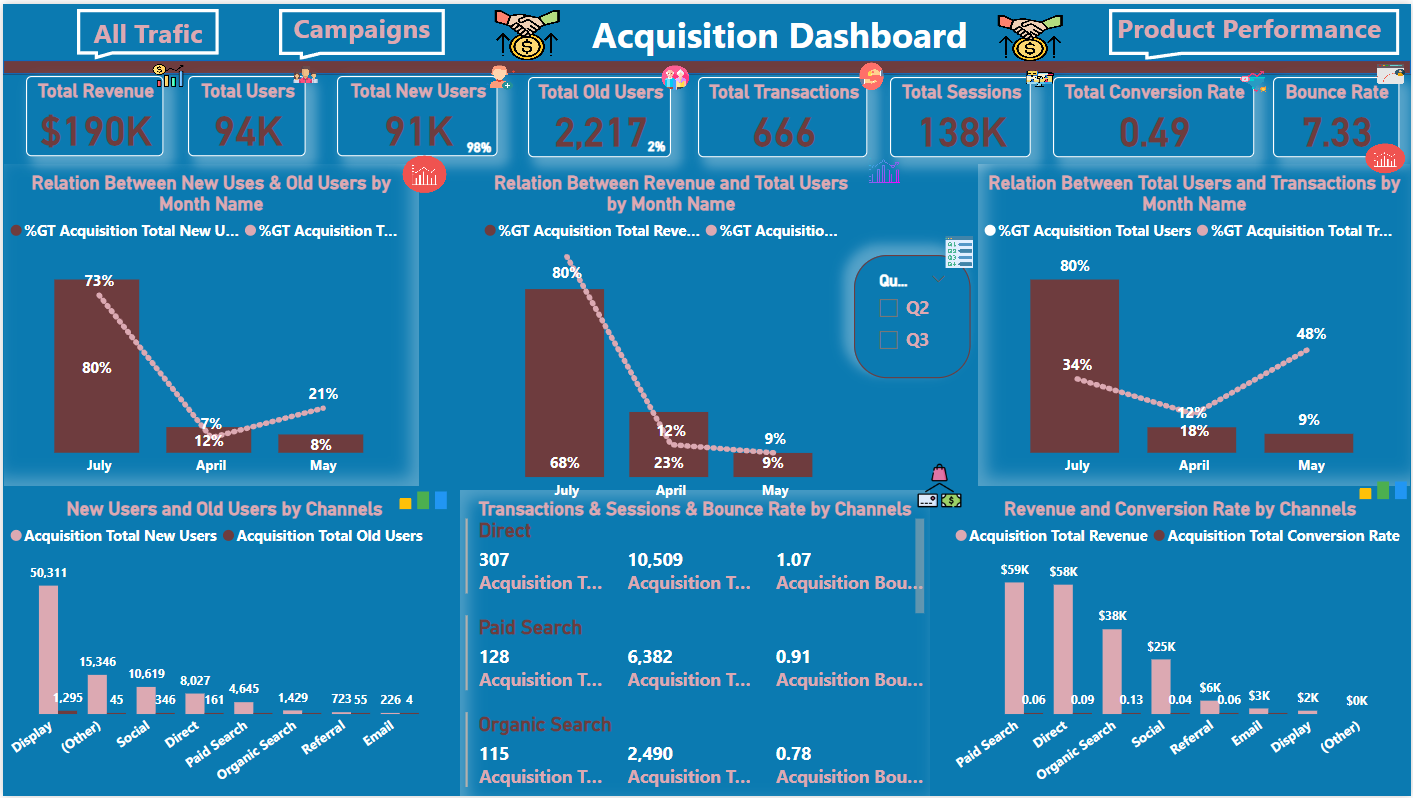 All Trafic
Campaigns
Acquisition Dashboard
Product Performance
Total Revenue
$190K
Total Users
94K
Total New Users
91K
98%
Total Old Users
2,217
2%
Total Transactions
666
Total Sessions
138K
Total Conversion Rate
0.49
Bounce Rate
7.33
Relation Between New Uses & Old Users by
Month Name
%GT Acquisition Total New U...
%GT Acquisition T...
73%
80%
7%
12%
21%
8%
July
April
May
Relation Between Revenue and Total Users
by Month Name
%GT Acquisition Total Reve...
%GT Acquisitio...
80%
68%
12%
23%
9%
9%
July
April
May
Qu...
Q2
Q3
Relation Between Total Users and Transactions by
Month Name
%GT Acquisition Total Users
%GT Acquisition Total Tr...
80%
34%
12%
18%
48%
9%
July
April
May
New Users and Old Users by Channels
Acquisition Total New Users
Acquisition Total Old Users
50,311
1,295
15,346
45
10,619
346
8,027
161
4,645
1,429
723
55
226
4
Display
(Other)
Social
Direct
Paid Search
Organic Search
Referral
Email
Transactions & Sessions & Bounce Rate by Channels
Direct
307
10,509
1.07
Acquisition T...
Acquisition T...
Acquisition Bou...
Paid Search
128
6,382
0.91
Acquisition T...
Acquisition T...
Acquisition Bou...
Organic Search
115
2,490
0.78
Acquisition T...
Acquisition T...
Acquisition Bou...
Revenue and Conversion Rate by Channels
Acquisition Total Revenue
Acquisition Total Conversion Rate
$59K
0.06
$58K
0.09
$38K
0.13
$25K
0.04
$6K
0.06
$3K
$2K
$0K
Paid Search
Direct
Organic Search
Social
Referral
Email
Display
(Other)